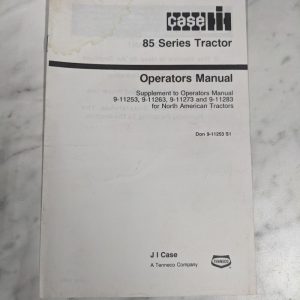 CASE IH
85 Series Tractor
Operators Manual
Supplement to Operators Manual
9-11253, 9-11263, 9-11273 and 9-11283
for North American Tractors
Don 9-11253 S1
J I Case
A Tenneco Company
TENNECO